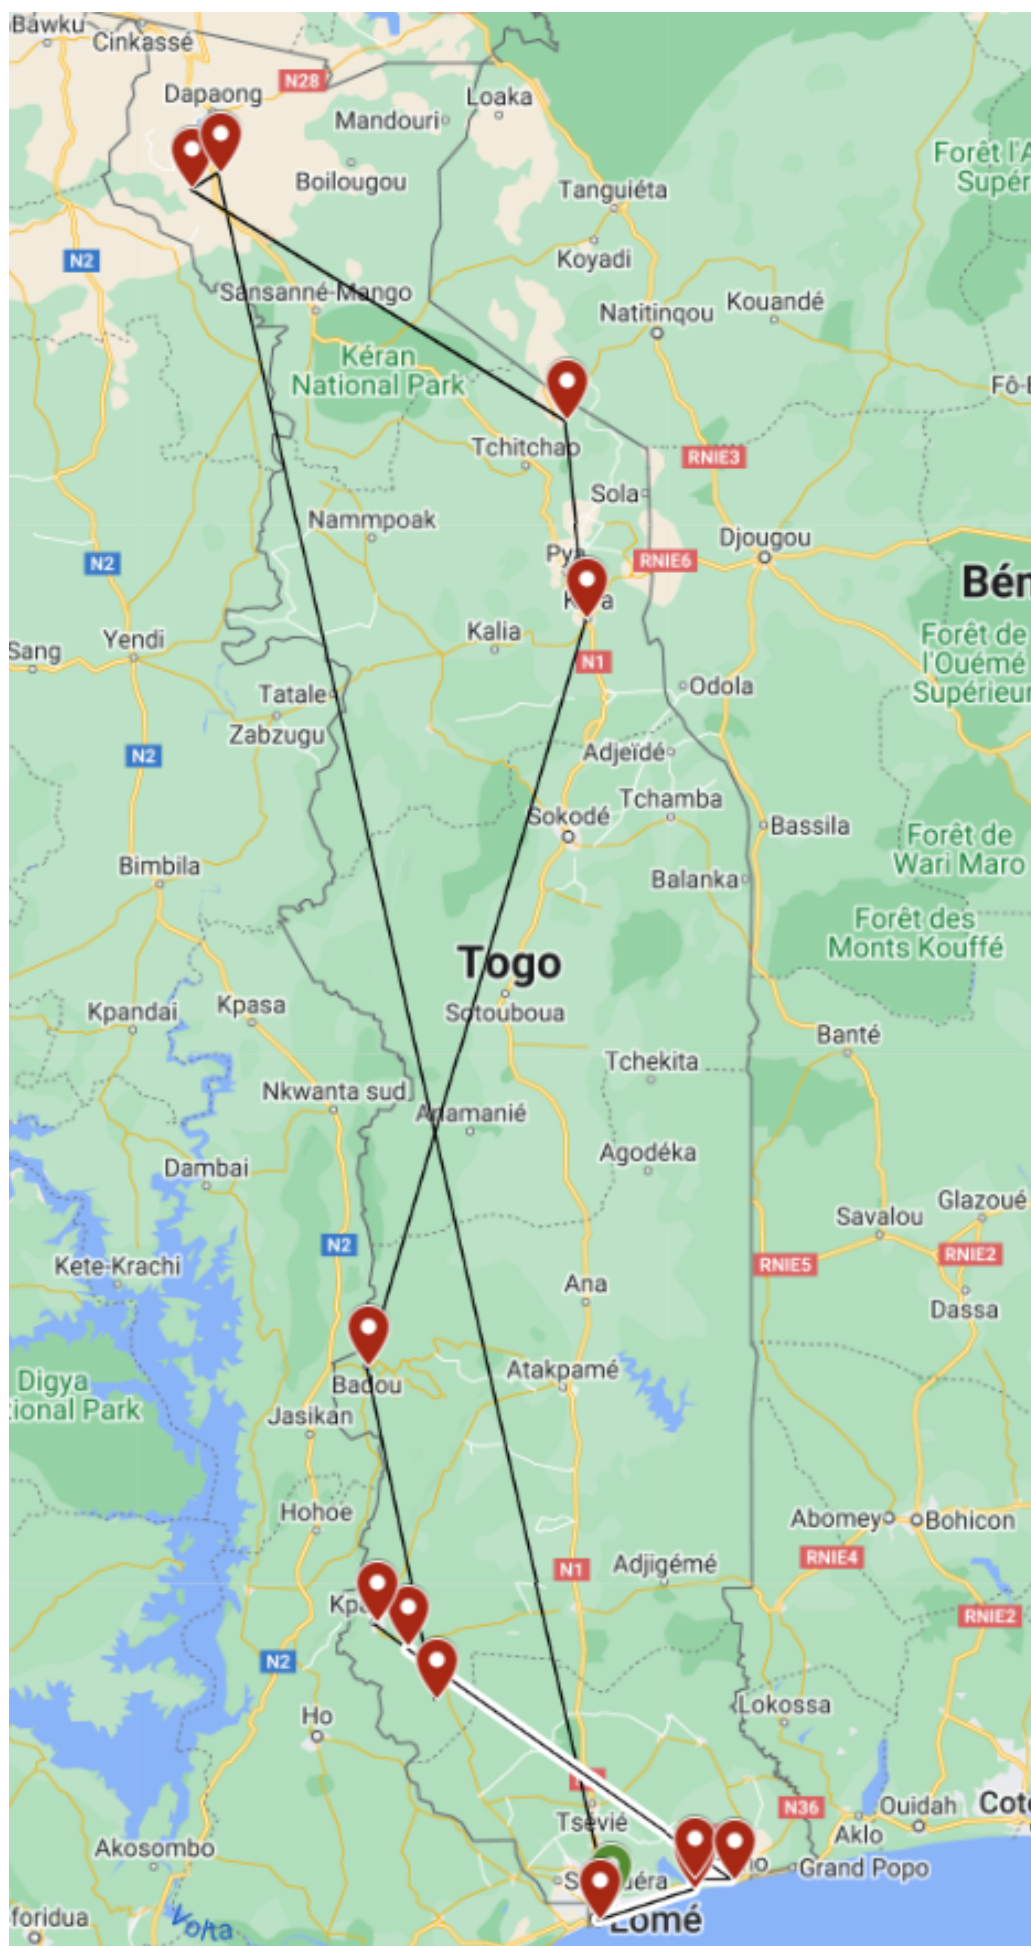 Bawku
Cinkassé
N28
Dapaong
Loaka
Mandouri
Boilougou
Forêt l'A
Supér
Tanguiéta
N2
Koyadi
Sansanné-Mango
Kouandé
Natitingou
Kéran
National Park
Fô-B
Tchitchao
RNIE3
Sola
Nammpoak
Djougou
Pya
RNIE6
N2
Bén
Kara
Yendi
Kalia
Forêt de
l'Ouémé
Supérieur
Sang
N1
Tatale
Odola
Zabzugu
N2
Adjeïdé
Tchamba
Sokodé
Bassila
Forêt de
Wari Maro
Bimbila
Balanka
Forêt des
Monts Kouffé
Togo
Kpandai
Kpasa
Sotouboua
Banté
Tchekita
Nkwanta sud
Anamanié
Agodéka
Dambai
Glazoué
Savalou
N2
RNIE2
Kete-Krachi
RNIE5
Ana
Dassa
Digya
tional Park
Atakpamé
Badou
Jasikan
Hohoe
Abomey
Bohicon
RNIE4
N1
Adjigémé
RNIE2
N2
Lokossa
Ho
N36
Ouidah
Coto
Tsévié
Aklo
Akosombo
Grand Popo
foridua
Volta
Lomé